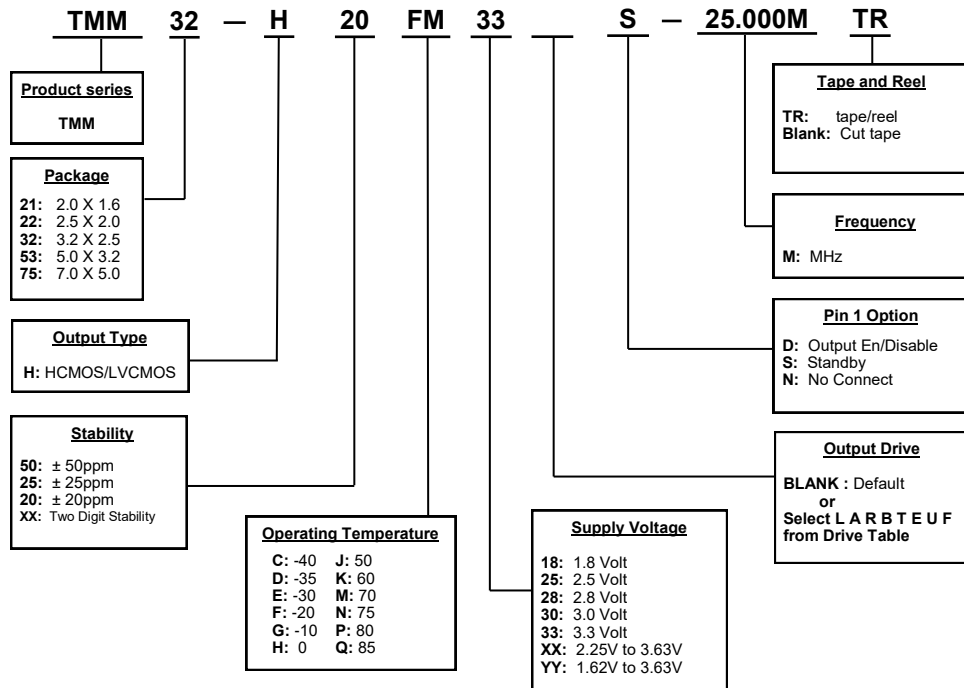 TMM 32 – H 20 FM 33 S – 25.000M TR
Product series
TMM
Package
21: 2.0 X 1.6
22: 2.5 X 2.0
32: 3.2 X 2.5
53: 5.0 X 3.2
75: 7.0 X 5.0
Output Type
H: HCMOS/LVCMOS
Stability
50: ± 50ppm
25: ± 25ppm
20: ± 20ppm
XX: Two Digit Stability
Operating Temperature
C: -40 J: 50
D: -35 K: 60
E: -30 M: 70
F: -20 N: 75
G: -10 P: 80
H: 0 Q: 85
Supply Voltage
18: 1.8 Volt
25: 2.5 Volt
28: 2.8 Volt
30: 3.0 Volt
33: 3.3 Volt
XX: 2.25V to 3.63V
YY: 1.62V to 3.63V
Tape and Reel
TR: tape/reel
Blank: Cut tape
Frequency
M: MHz
Pin 1 Option
D: Output En/Disable
S: Standby
N: No Connect
Output Drive
BLANK : Default
or
Select L A R B T E U F
from Drive Table